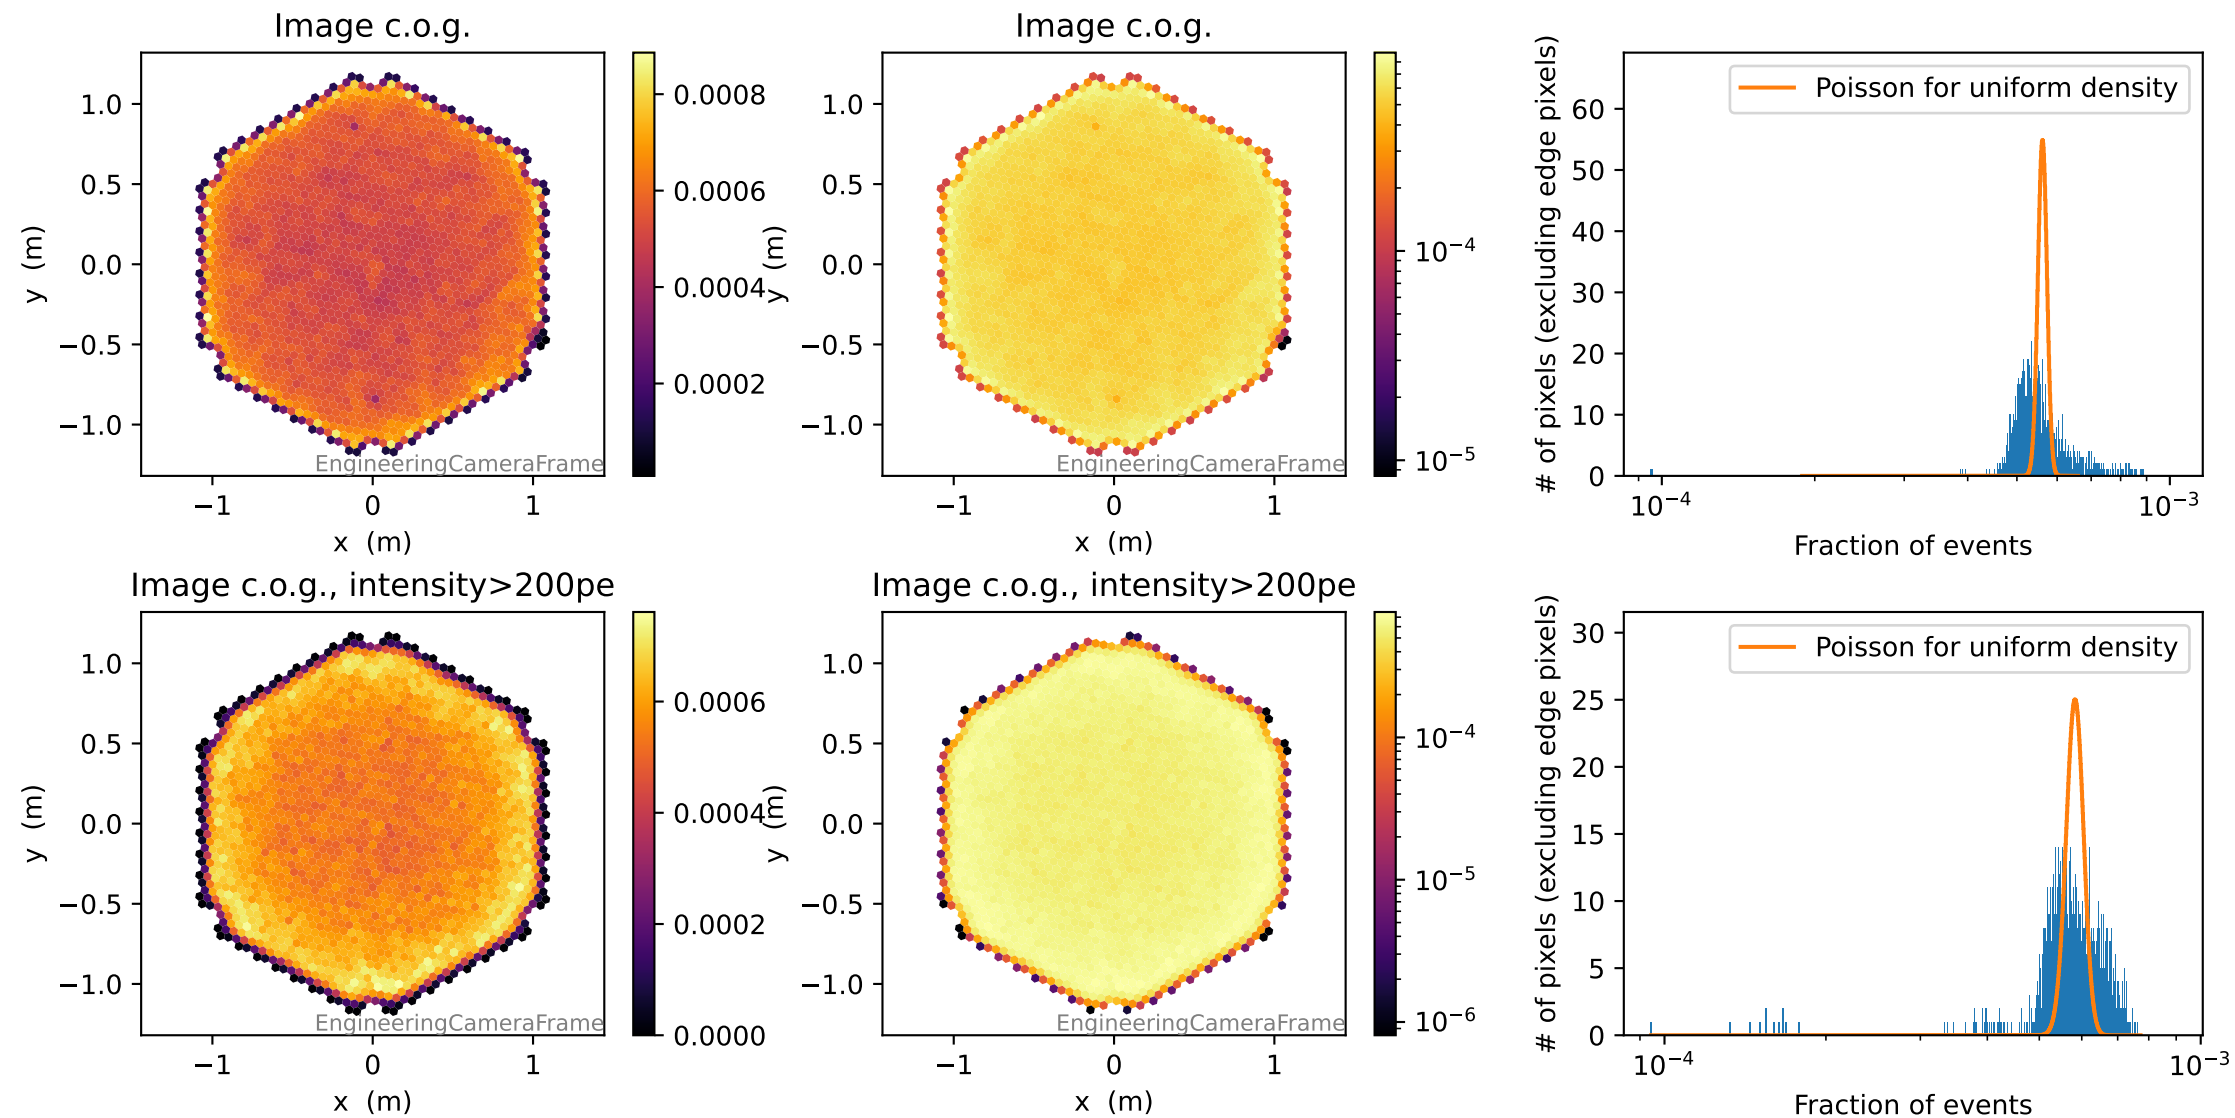 Image c.o.g.
1.0
0.5
0.0
−0.5
−1.0
−1
0
1
y (m)
x (m)
EngineeringCameraFrame
0.0008
0.0006
0.0004
0.0002
Image c.o.g.
1.0
0.5
0.0
−0.5
−1.0
−1
0
1
y (m)
x (m)
EngineeringCameraFrame
10⁻⁴
10⁻⁵
Poisson for uniform density
60
50
40
30
20
10
0
10⁻⁴
10⁻³
# of pixels (excluding edge pixels)
Fraction of events
Image c.o.g., intensity>200pe
1.0
0.5
0.0
−0.5
−1.0
−1
0
1
y (m)
x (m)
EngineeringCameraFrame
0.0006
0.0004
0.0002
0.0000
Image c.o.g., intensity>200pe
1.0
0.5
0.0
−0.5
−1.0
−1
0
1
y (m)
x (m)
EngineeringCameraFrame
10⁻⁴
10⁻⁵
10⁻⁶
Poisson for uniform density
30
25
20
15
10
5
0
10⁻⁴
10⁻³
# of pixels (excluding edge pixels)
Fraction of events